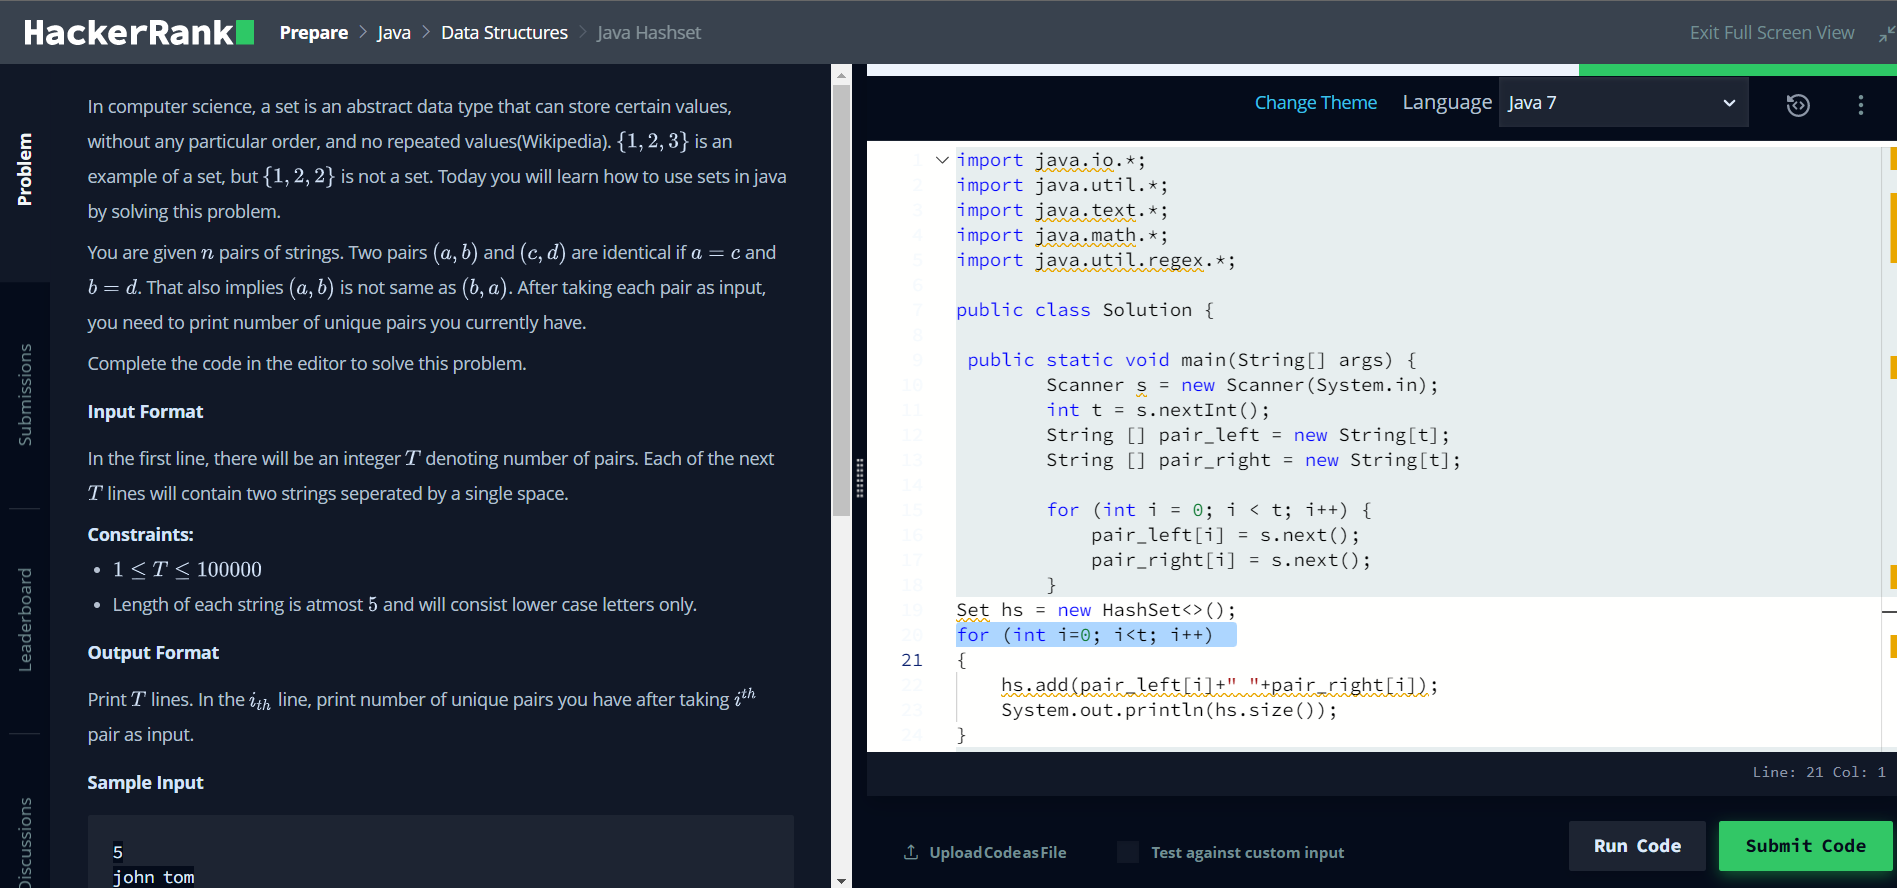 HackerRank
Prepare > Java > Data Structures > Java Hashset
Exit Full Screen View
Problem
Submissions
Leaderboard
Discussions
In computer science, a set is an abstract data type that can store certain values,
without any particular order, and no repeated values(Wikipedia). {1, 2, 3} is an
example of a set, but {1, 2, 2} is not a set. Today you will learn how to use sets in java
by solving this problem.
You are given n pairs of strings. Two pairs (a, b) and (c, d) are identical if a = c and
b = d. That also implies (a, b) is not same as (b, a). After taking each pair as input,
you need to print number of unique pairs you currently have.
Complete the code in the editor to solve this problem.
Input Format
In the first line, there will be an integer T denoting number of pairs. Each of the next
T lines will contain two strings seperated by a single space.
Constraints:
• 1 ≤ T ≤ 100000
• Length of each string is atmost 5 and will consist lower case letters only.
Output Format
Print T lines. In the i_th line, print number of unique pairs you have after taking i^th
pair as input.
Sample Input
5
john tom
Change Theme Language Java 7
1 import java.io.*;
2 import java.util.*;
3 import java.text.*;
4 import java.math.*;
5 import java.util.regex.*;
6
7 public class Solution {
8
9 public static void main(String[] args) {
10 Scanner s = new Scanner(System.in);
11 int t = s.nextInt();
12 String [] pair_left = new String[t];
13 String [] pair_right = new String[t];
14
15 for (int i = 0; i < t; i++) {
16 pair_left[i] = s.next();
17 pair_right[i] = s.next();
18 }
19 Set hs = new HashSet<>();
20 for (int i=0; i<t; i++)
21 {
22 hs.add(pair_left[i]+" "+pair_right[i]);
23 System.out.println(hs.size());
24 }
Line: 21 Col: 1
Upload Code as File
Test against custom input
Run Code
Submit Code